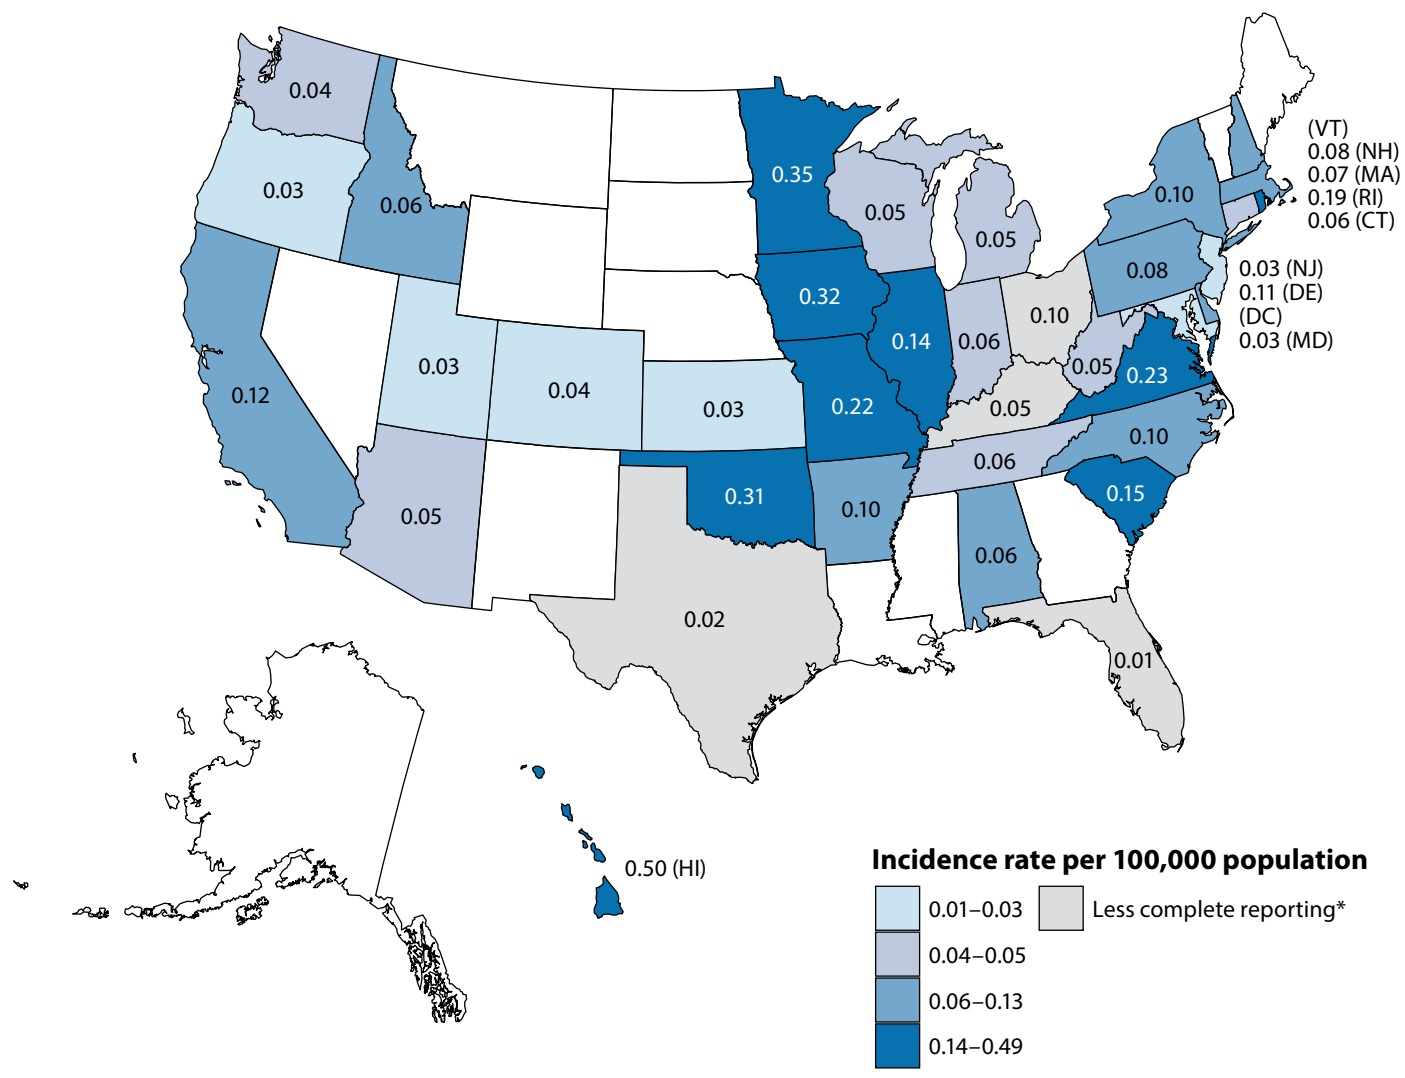 0.04
0.03
0.06
0.12
0.03
0.04
0.05
0.03
0.35
0.32
0.22
0.31
0.10
0.02
0.05
0.05
0.14
0.06
0.10
0.05
0.06
0.06
0.05
0.23
0.10
0.15
0.01
0.08
0.10
(VT)
0.08 (NH)
0.07 (MA)
0.19 (RI)
0.06 (CT)
0.03 (NJ)
0.11 (DE)
(DC)
0.03 (MD)
0.50 (HI)
Incidence rate per 100,000 population
0.01–0.03
Less complete reporting*
0.04–0.05
0.06–0.13
0.14–0.49